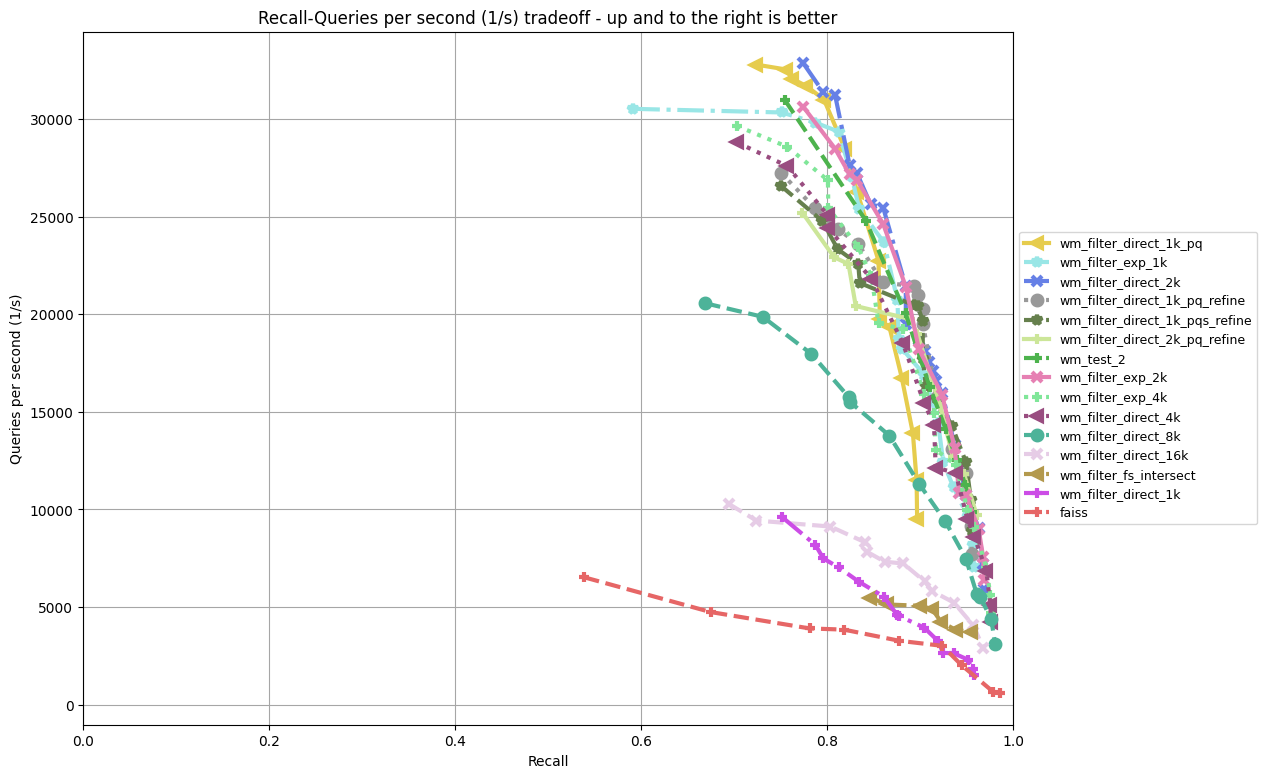 Recall-Queries per second (1/s) tradeoff - up and to the right is better
Queries per second (1/s)
30000
25000
20000
15000
10000
5000
0
0.0
0.2
0.4
0.6
0.8
1.0
Recall
wm_filter_direct_1k_pq
wm_filter_exp_1k
wm_filter_direct_2k
wm_filter_direct_1k_pq_refine
wm_filter_direct_1k_pqs_refine
wm_filter_direct_2k_pq_refine
wm_test_2
wm_filter_exp_2k
wm_filter_exp_4k
wm_filter_direct_4k
wm_filter_direct_8k
wm_filter_direct_16k
wm_filter_fs_intersect
wm_filter_direct_1k
faiss